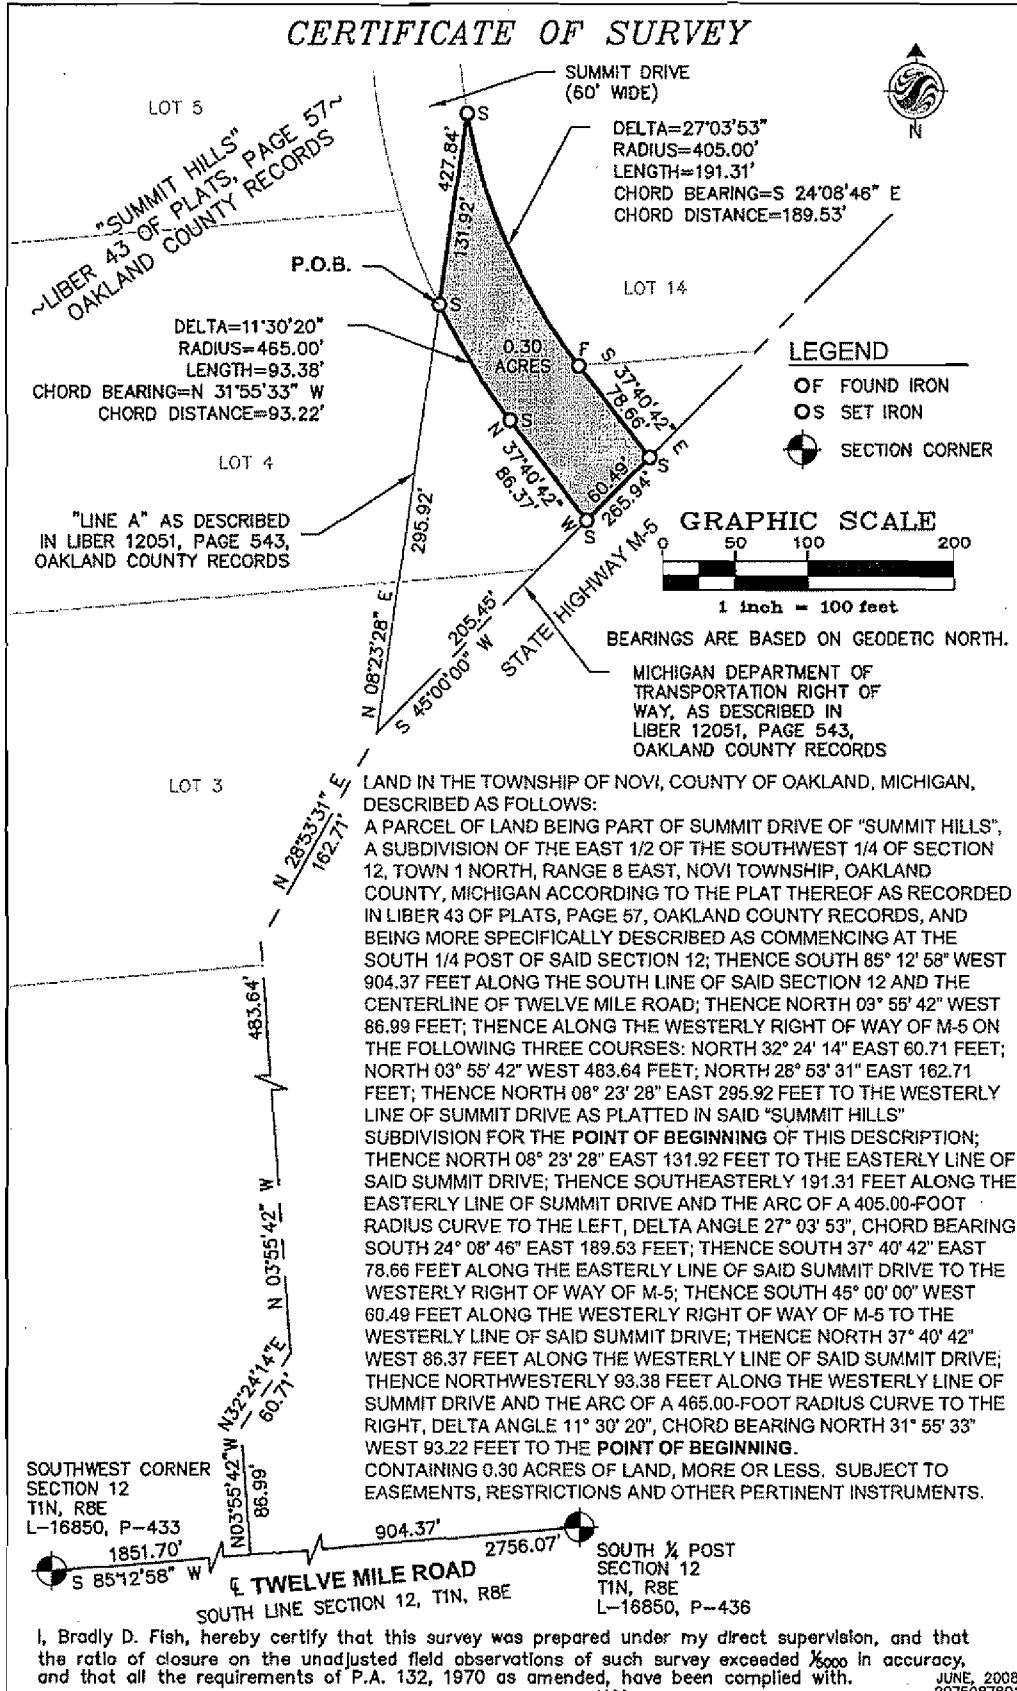 CERTIFICATE OF SURVEY
SUMMIT DRIVE
(60' WIDE)
LOT 5
"SUMMIT HILLS"
~LIBER 43 OF PLATS, PAGE 57~
OAKLAND COUNTY RECORDS
S
N
DELTA=27°03'53"
RADIUS=405.00'
LENGTH=191.31'
CHORD BEARING=S 24°08'46" E
CHORD DISTANCE=189.53'
427.84'
131.92'
P.O.B.
S
LOT 14
DELTA=11°30'20"
RADIUS=465.00'
LENGTH=93.38'
CHORD BEARING=N 31°55'33" W
CHORD DISTANCE=93.22'
0.30
ACRES
F
S 37°40'42" E
78.66'
S
LEGEND
F FOUND IRON
S SET IRON
SECTION CORNER
LOT 4
S
N 37°40'42" W
86.37'
60.49'
265.94'
S
"LINE A" AS DESCRIBED
IN LIBER 12051, PAGE 543,
OAKLAND COUNTY RECORDS
295.92'
N 08°23'28" E
GRAPHIC SCALE
0 50 100 200
1 inch = 100 feet
BEARINGS ARE BASED ON GEODETIC NORTH.
205.45'
S 45°00'00" W
STATE HIGHWAY M-5
MICHIGAN DEPARTMENT OF
TRANSPORTATION RIGHT OF
WAY, AS DESCRIBED IN
LIBER 12051, PAGE 543,
OAKLAND COUNTY RECORDS
LOT 3
N 28°53'31" E
162.71'
LAND IN THE TOWNSHIP OF NOVI, COUNTY OF OAKLAND, MICHIGAN,
DESCRIBED AS FOLLOWS:
A PARCEL OF LAND BEING PART OF SUMMIT DRIVE OF "SUMMIT HILLS",
A SUBDIVISION OF THE EAST 1/2 OF THE SOUTHWEST 1/4 OF SECTION
12, TOWN 1 NORTH, RANGE 8 EAST, NOVI TOWNSHIP, OAKLAND
COUNTY, MICHIGAN ACCORDING TO THE PLAT THEREOF AS RECORDED
IN LIBER 43 OF PLATS, PAGE 57, OAKLAND COUNTY RECORDS, AND
BEING MORE SPECIFICALLY DESCRIBED AS COMMENCING AT THE
SOUTH 1/4 POST OF SAID SECTION 12; THENCE SOUTH 85° 12' 58" WEST
904.37 FEET ALONG THE SOUTH LINE OF SAID SECTION 12 AND THE
CENTERLINE OF TWELVE MILE ROAD; THENCE NORTH 03° 55' 42" WEST
86.99 FEET; THENCE ALONG THE WESTERLY RIGHT OF WAY OF M-5 ON
THE FOLLOWING THREE COURSES: NORTH 32° 24' 14" EAST 60.71 FEET;
NORTH 03° 55' 42" WEST 483.64 FEET; NORTH 28° 53' 31" EAST 162.71
FEET; THENCE NORTH 08° 23' 28" EAST 295.92 FEET TO THE WESTERLY
LINE OF SUMMIT DRIVE AS PLATTED IN SAID "SUMMIT HILLS"
SUBDIVISION FOR THE POINT OF BEGINNING OF THIS DESCRIPTION;
THENCE NORTH 08° 23' 28" EAST 131.92 FEET TO THE EASTERLY LINE OF
SAID SUMMIT DRIVE; THENCE SOUTHEASTERLY 191.31 FEET ALONG THE
EASTERLY LINE OF SUMMIT DRIVE AND THE ARC OF A 405.00-FOOT
RADIUS CURVE TO THE LEFT, DELTA ANGLE 27° 03' 53", CHORD BEARING
SOUTH 24° 08' 46" EAST 189.53 FEET; THENCE SOUTH 37° 40' 42" EAST
78.66 FEET ALONG THE EASTERLY LINE OF SAID SUMMIT DRIVE TO THE
WESTERLY RIGHT OF WAY OF M-5; THENCE SOUTH 45° 00' 00" WEST
60.49 FEET ALONG THE WESTERLY RIGHT OF WAY OF M-5 TO THE
WESTERLY LINE OF SAID SUMMIT DRIVE; THENCE NORTH 37° 40' 42"
WEST 86.37 FEET ALONG THE WESTERLY LINE OF SAID SUMMIT DRIVE;
THENCE NORTHWESTERLY 93.38 FEET ALONG THE WESTERLY LINE OF
SUMMIT DRIVE AND THE ARC OF A 465.00-FOOT RADIUS CURVE TO THE
RIGHT, DELTA ANGLE 11° 30' 20", CHORD BEARING NORTH 31° 55' 33"
WEST 93.22 FEET TO THE POINT OF BEGINNING.
CONTAINING 0.30 ACRES OF LAND, MORE OR LESS. SUBJECT TO
EASEMENTS, RESTRICTIONS AND OTHER PERTINENT INSTRUMENTS.
483.64'
N 03°55'42" W
N32°24'14"E
60.71'
N03°55'42"W
86.99'
SOUTHWEST CORNER
SECTION 12
T1N, R8E
L-16850, P-433
1851.70'
S 85°12'58" W
904.37'
2756.07'
℄ TWELVE MILE ROAD
SOUTH LINE SECTION 12, T1N, R8E
SOUTH ¼ POST
SECTION 12
T1N, R8E
L-16850, P-436
I, Bradly D. Fish, hereby certify that this survey was prepared under my direct supervision, and that
the ratio of closure on the unadjusted field observations of such survey exceeded 1/5000 in accuracy,
and that all the requirements of P.A. 132, 1970 as amended, have been complied with.
JUNE, 2008